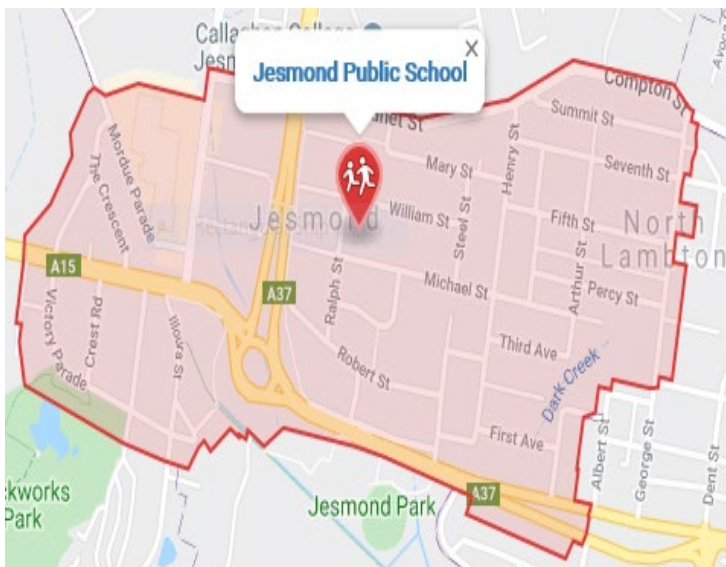 Callaghan College
Jesmond
Jesmond Public School
X
Compton St
Summit St
Mary St
Henry St
Seventh St
Mordue Parade
The Crescent
Jesmond
William St
Steel St
Fifth St
North
Lambton
Arthur St
A15
A37
Ralph St
Michael St
Percy St
Victory Parade
Crest Rd
Illoura St
Robert St
Third Ave
Dark Creek
First Ave
Albert St
George St
Dent St
A37
Jesmond Park
ckworks
Park